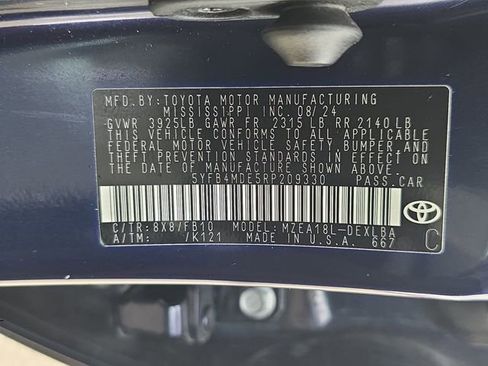 MFD.BY: TOYOTA MOTOR MANUFACTURING
MISSISSIPPI INC. 08/24
GVWR 3925LB GAWR FR 2315 LB RR 2140 LB
THIS VEHICLE CONFORMS TO ALL APPLICABLE
FEDERAL MOTOR VEHICLE SAFETY, BUMPER, AND
THEFT PREVENTION STANDARDS IN EFFECT ON
THE DATE OF MANUFACTURE SHOWN ABOVE.
5YFB4MDE5RP209330 PASS.CAR
C/TR: 8X8/FB10 MZEA18L-DEXLBA
A/TM: /K121 MADE IN U.S.A. 667
C